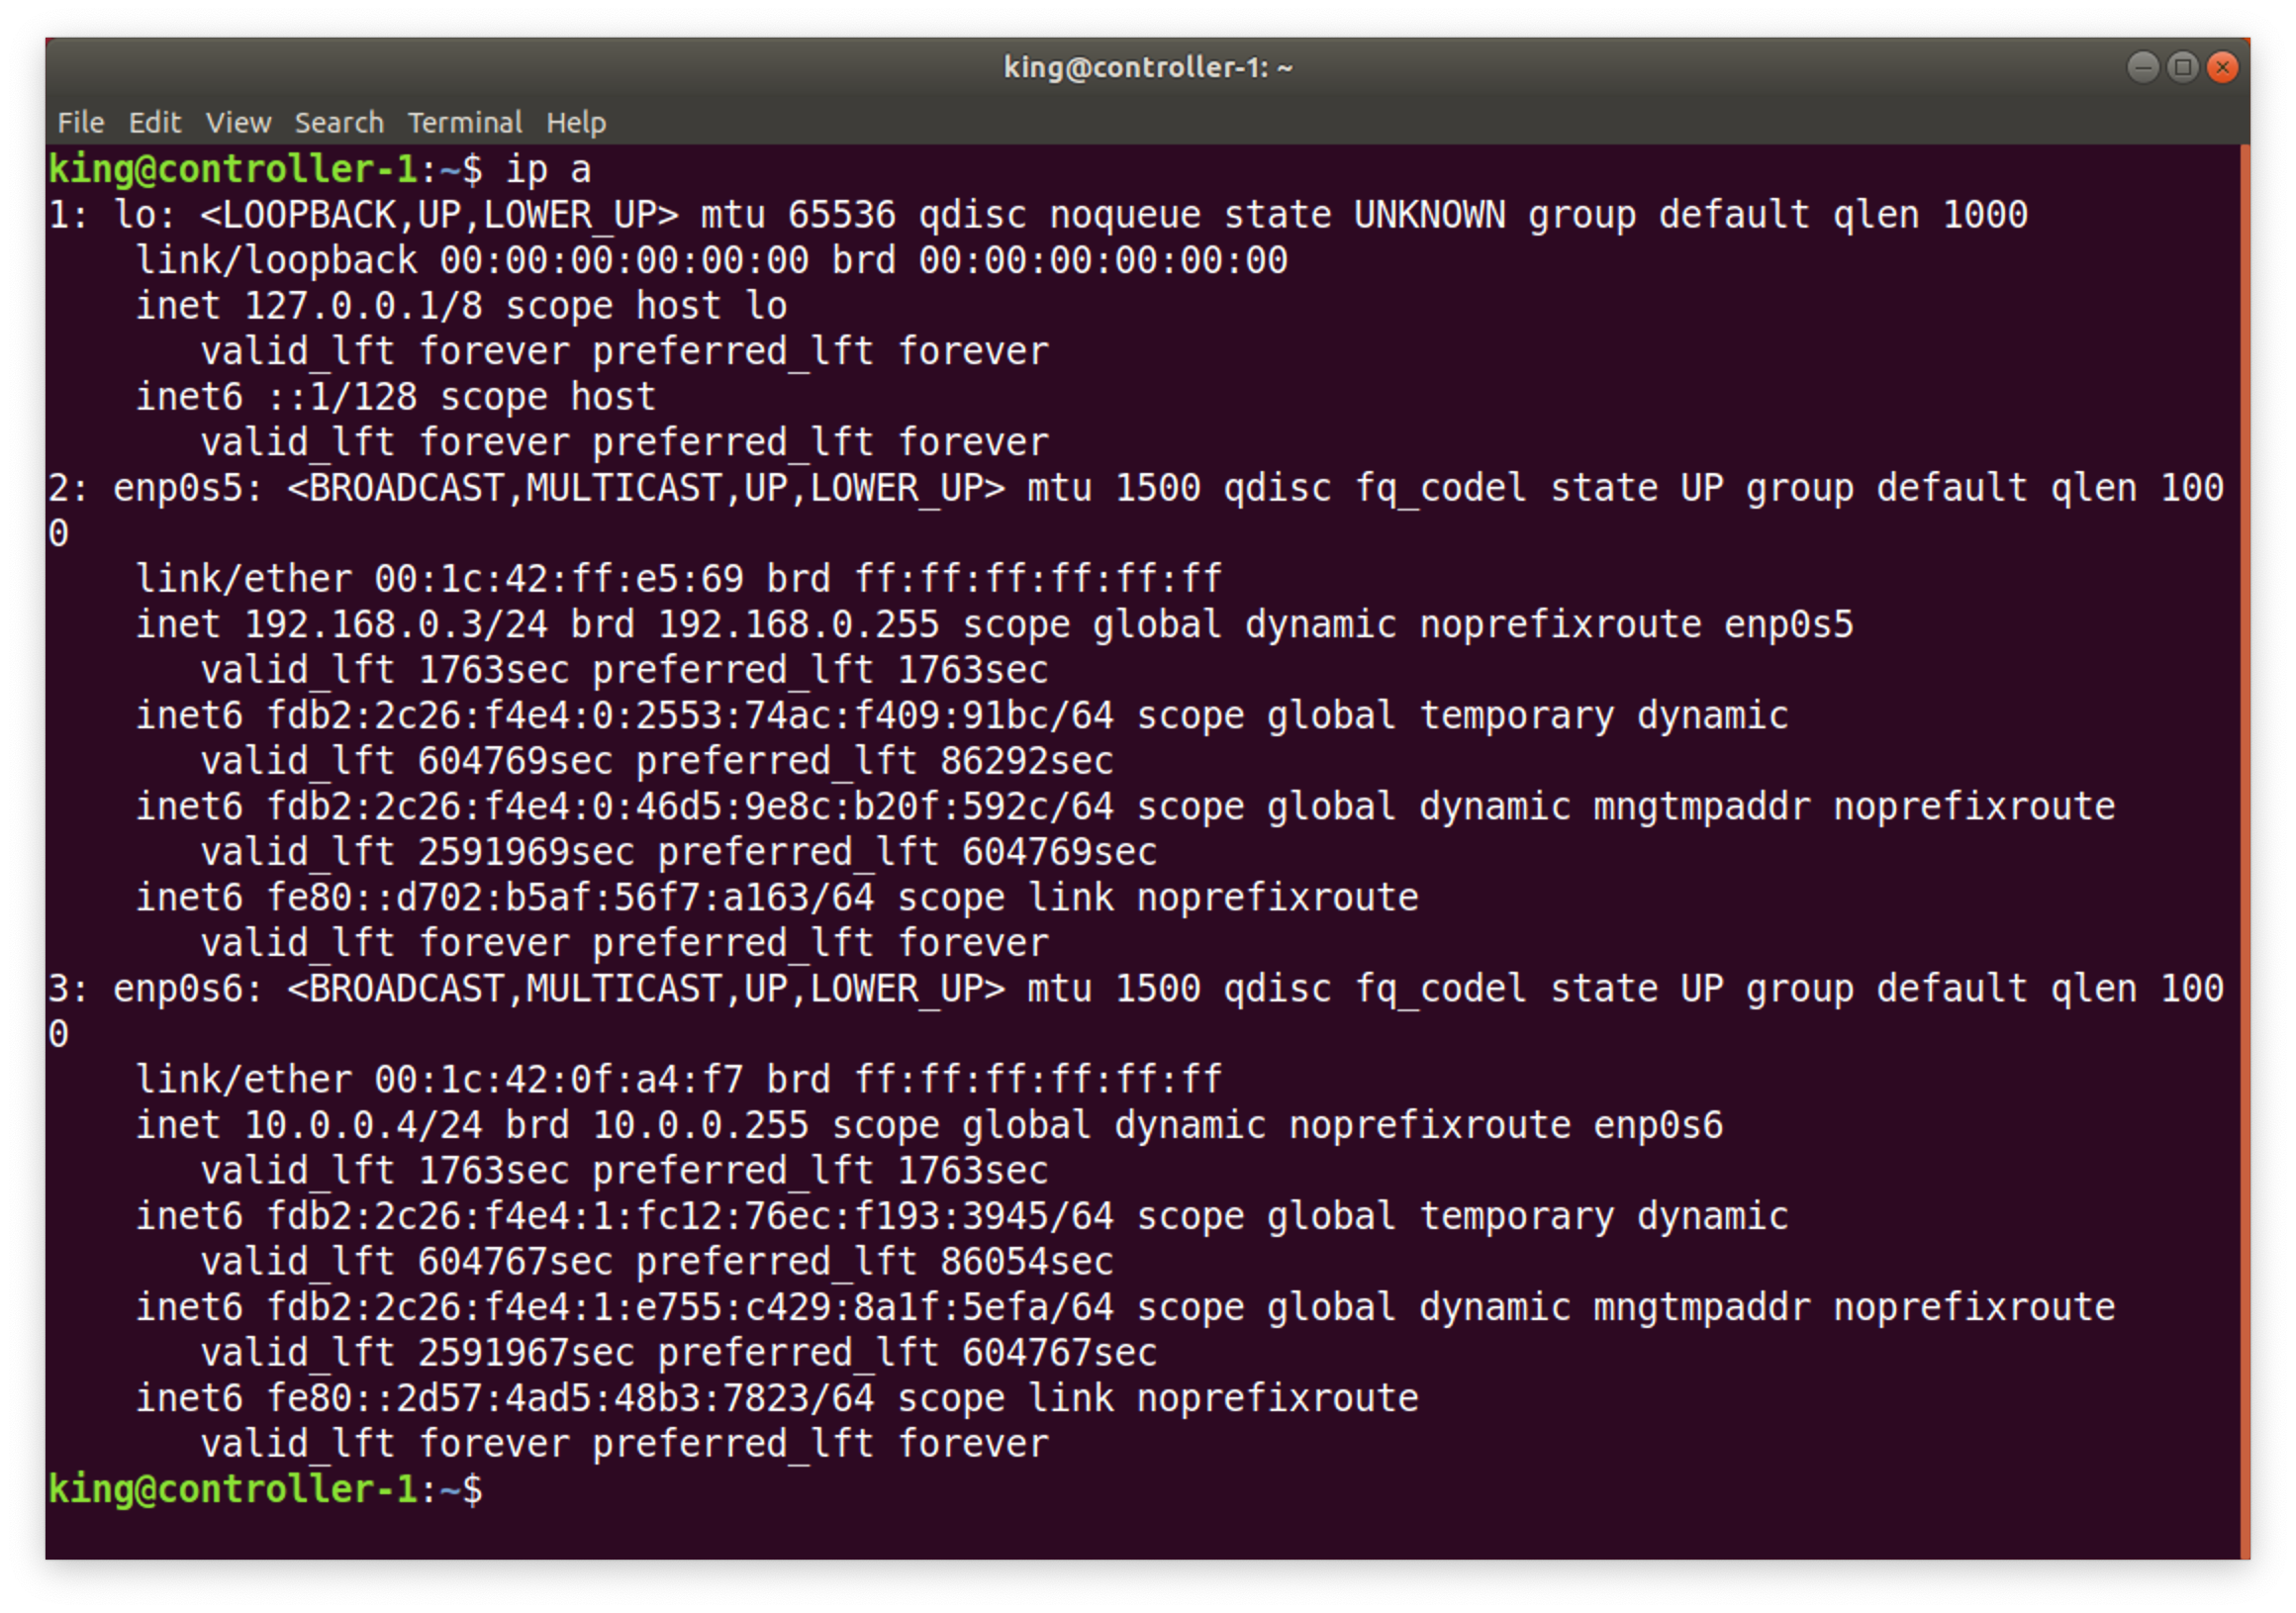 king@controller-1: ~
File Edit View Search Terminal Help
king@controller-1:~$ ip a
1: lo: <LOOPBACK,UP,LOWER_UP> mtu 65536 qdisc noqueue state UNKNOWN group default qlen 1000
    link/loopback 00:00:00:00:00:00 brd 00:00:00:00:00:00
    inet 127.0.0.1/8 scope host lo
       valid_lft forever preferred_lft forever
    inet6 ::1/128 scope host
       valid_lft forever preferred_lft forever
2: enp0s5: <BROADCAST,MULTICAST,UP,LOWER_UP> mtu 1500 qdisc fq_codel state UP group default qlen 100
0
    link/ether 00:1c:42:ff:e5:69 brd ff:ff:ff:ff:ff:ff
    inet 192.168.0.3/24 brd 192.168.0.255 scope global dynamic noprefixroute enp0s5
       valid_lft 1763sec preferred_lft 1763sec
    inet6 fdb2:2c26:f4e4:0:2553:74ac:f409:91bc/64 scope global temporary dynamic
       valid_lft 604769sec preferred_lft 86292sec
    inet6 fdb2:2c26:f4e4:0:46d5:9e8c:b20f:592c/64 scope global dynamic mngtmpaddr noprefixroute
       valid_lft 2591969sec preferred_lft 604769sec
    inet6 fe80::d702:b5af:56f7:a163/64 scope link noprefixroute
       valid_lft forever preferred_lft forever
3: enp0s6: <BROADCAST,MULTICAST,UP,LOWER_UP> mtu 1500 qdisc fq_codel state UP group default qlen 100
0
    link/ether 00:1c:42:0f:a4:f7 brd ff:ff:ff:ff:ff:ff
    inet 10.0.0.4/24 brd 10.0.0.255 scope global dynamic noprefixroute enp0s6
       valid_lft 1763sec preferred_lft 1763sec
    inet6 fdb2:2c26:f4e4:1:fc12:76ec:f193:3945/64 scope global temporary dynamic
       valid_lft 604767sec preferred_lft 86054sec
    inet6 fdb2:2c26:f4e4:1:e755:c429:8a1f:5efa/64 scope global dynamic mngtmpaddr noprefixroute
       valid_lft 2591967sec preferred_lft 604767sec
    inet6 fe80::2d57:4ad5:48b3:7823/64 scope link noprefixroute
       valid_lft forever preferred_lft forever
king@controller-1:~$